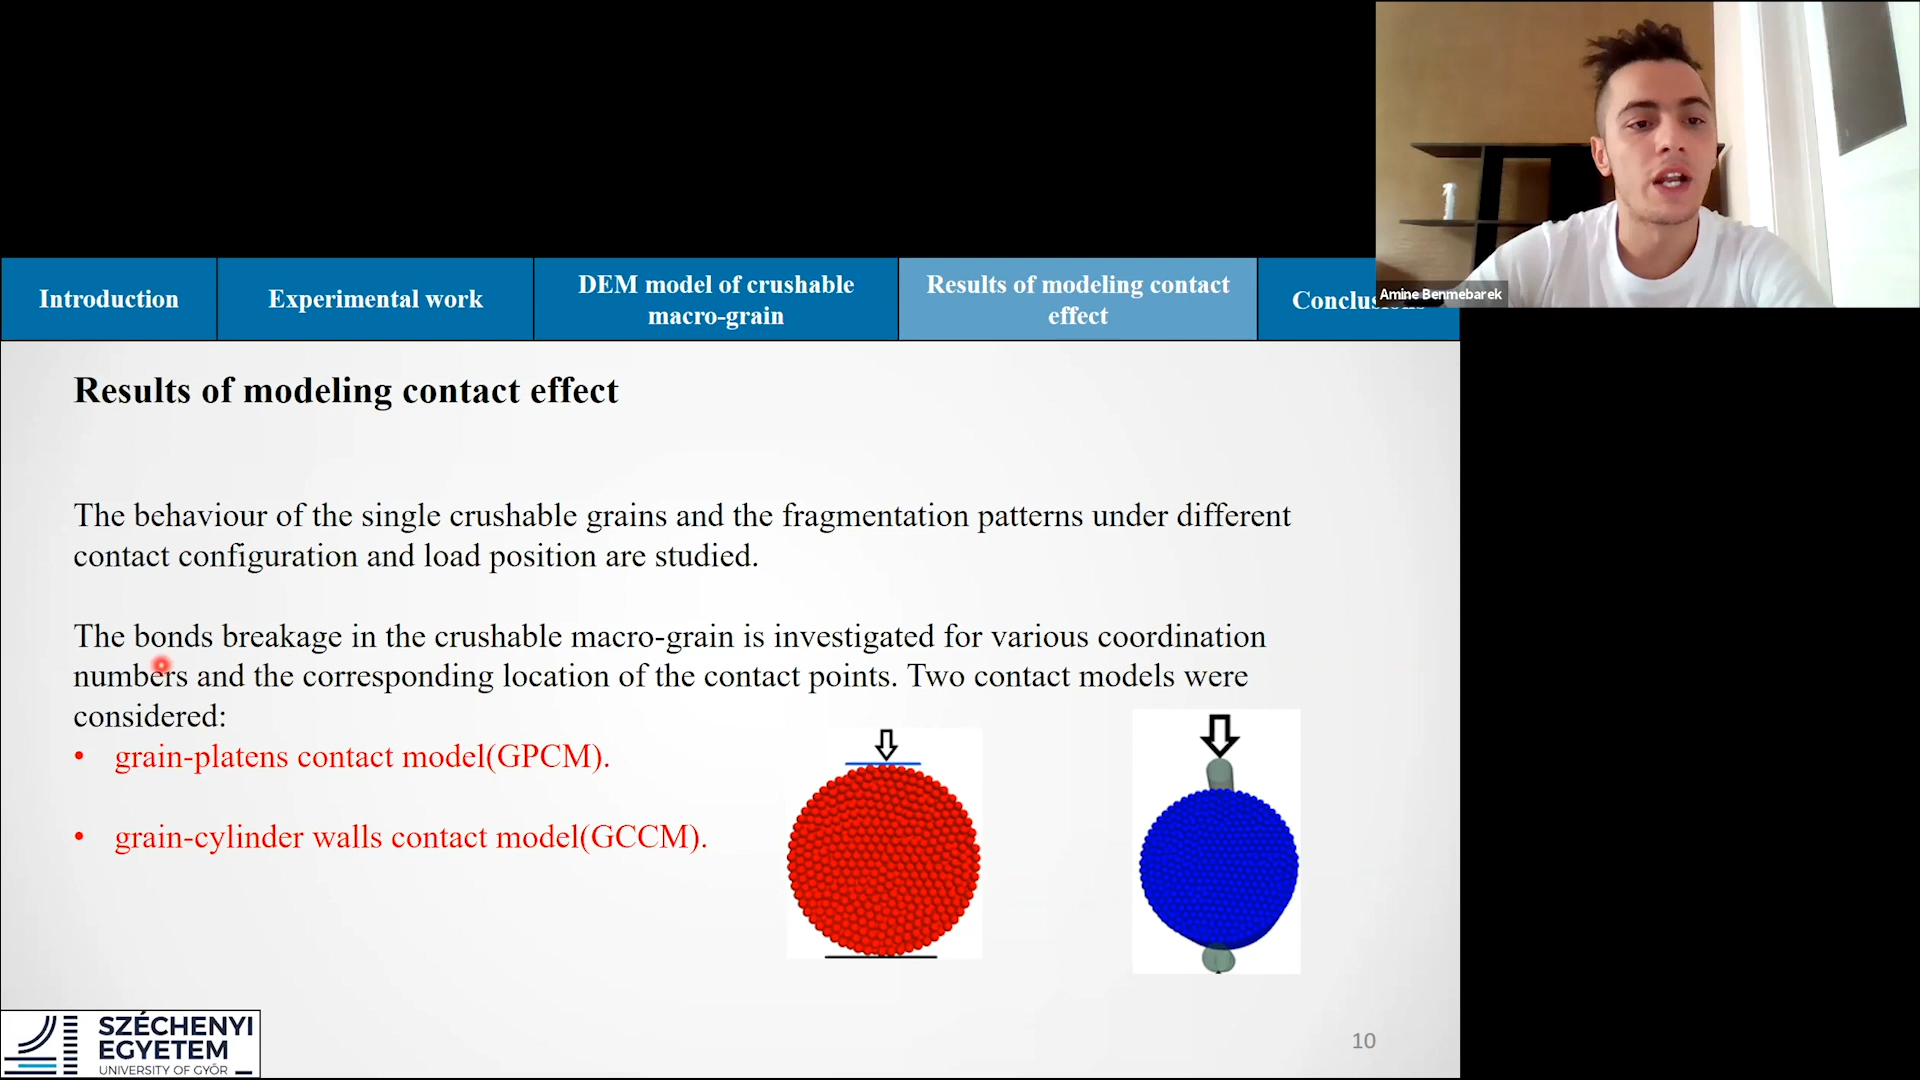 Amine Benmebarek
Introduction
Experimental work
DEM model of crushable
macro-grain
Results of modeling contact
effect
Conclusions
Results of modeling contact effect
The behaviour of the single crushable grains and the fragmentation patterns under different
contact configuration and load position are studied.
The bonds breakage in the crushable macro-grain is investigated for various coordination
numbers and the corresponding location of the contact points. Two contact models were
considered:
• grain-platens contact model(GPCM).
• grain-cylinder walls contact model(GCCM).
SZÉCHENYI
EGYETEM
UNIVERSITY OF GYŐR
10